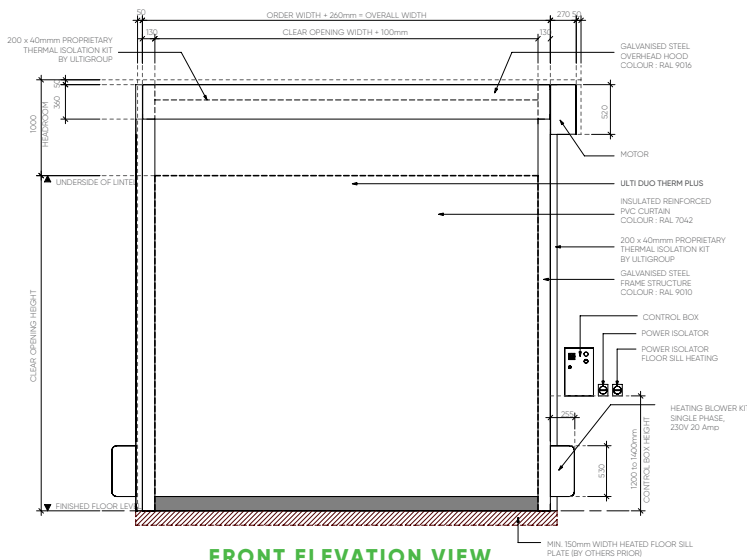 50
ORDER WIDTH + 260mm = OVERALL WIDTH
270
50
130
CLEAR OPENING WIDTH + 100mm
130
200 x 40mmm PROPRIETARY
THERMAL ISOLATION KIT
BY ULTIGROUP
GALVANISED STEEL
OVERHEAD HOOD
COLOUR : RAL 9016
50
360
1000
HEADROOM
520
MOTOR
UNDERSIDE OF LINTEL
ULTI DUO THERM PLUS
INSULATED REINFORCED
PVC CURTAIN
COLOUR : RAL 7042
200 x 40mmm PROPRIETARY
THERMAL ISOLATION KIT
BY ULTIGROUP
GALVANISED STEEL
FRAME STRUCTURE
COLOUR : RAL 9010
CLEAR OPENING HEIGHT
CONTROL BOX
POWER ISOLATOR
POWER ISOLATOR
FLOOR SILL HEATING
255
HEATING BLOWER KIT
SINGLE PHASE,
230V 20 Amp
530
1200 to 1400mm
CONTROL BOX HEIGHT
FINISHED FLOOR LEVEL
MIN. 150mm WIDTH HEATED FLOOR SILL
PLATE (BY OTHERS PRIOR)
FRONT ELEVATION VIEW